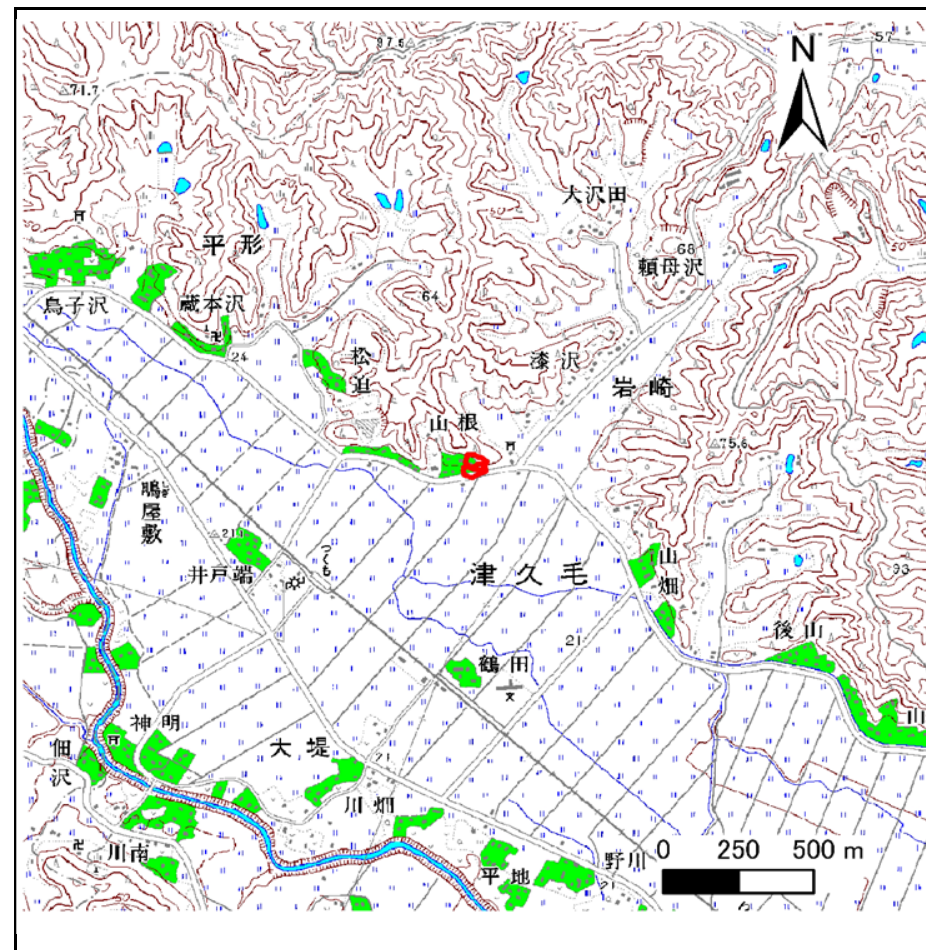 97.5
57
71.7
N
大沢田
平形
68
頼母沢
50
鳥子沢
蔵本沢
64
24
松迫
漆沢
岩崎
山根
75.6
鴫屋敷
21
井戸端
つくも
津久毛
山畑
93
後山
21
鶴田
文
山
神明
佃沢
大堤
21
川畑
川南
平地
野川
0 250 500 m